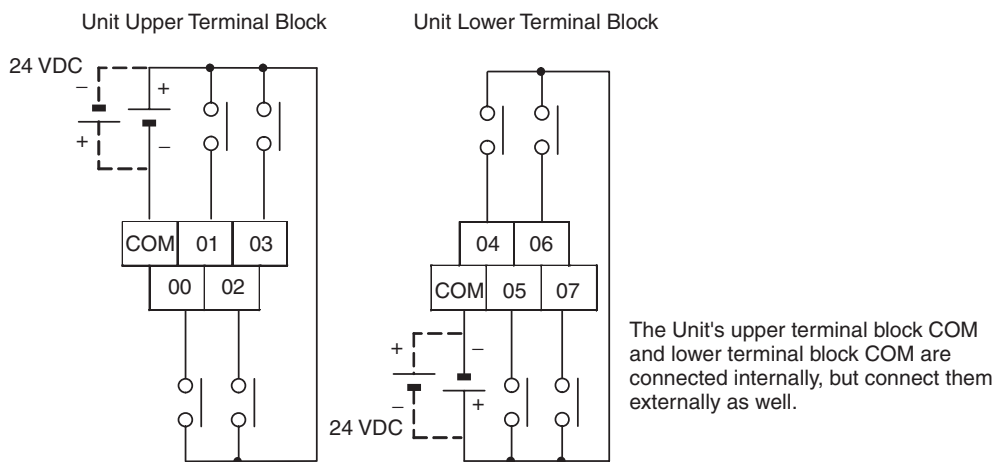 Unit Upper Terminal Block
Unit Lower Terminal Block
24 VDC
–
+
+
–
COM 01 03
00 02
04 06
COM 05 07
+
–
–
+
24 VDC
The Unit's upper terminal block COM
and lower terminal block COM are
connected internally, but connect them
externally as well.